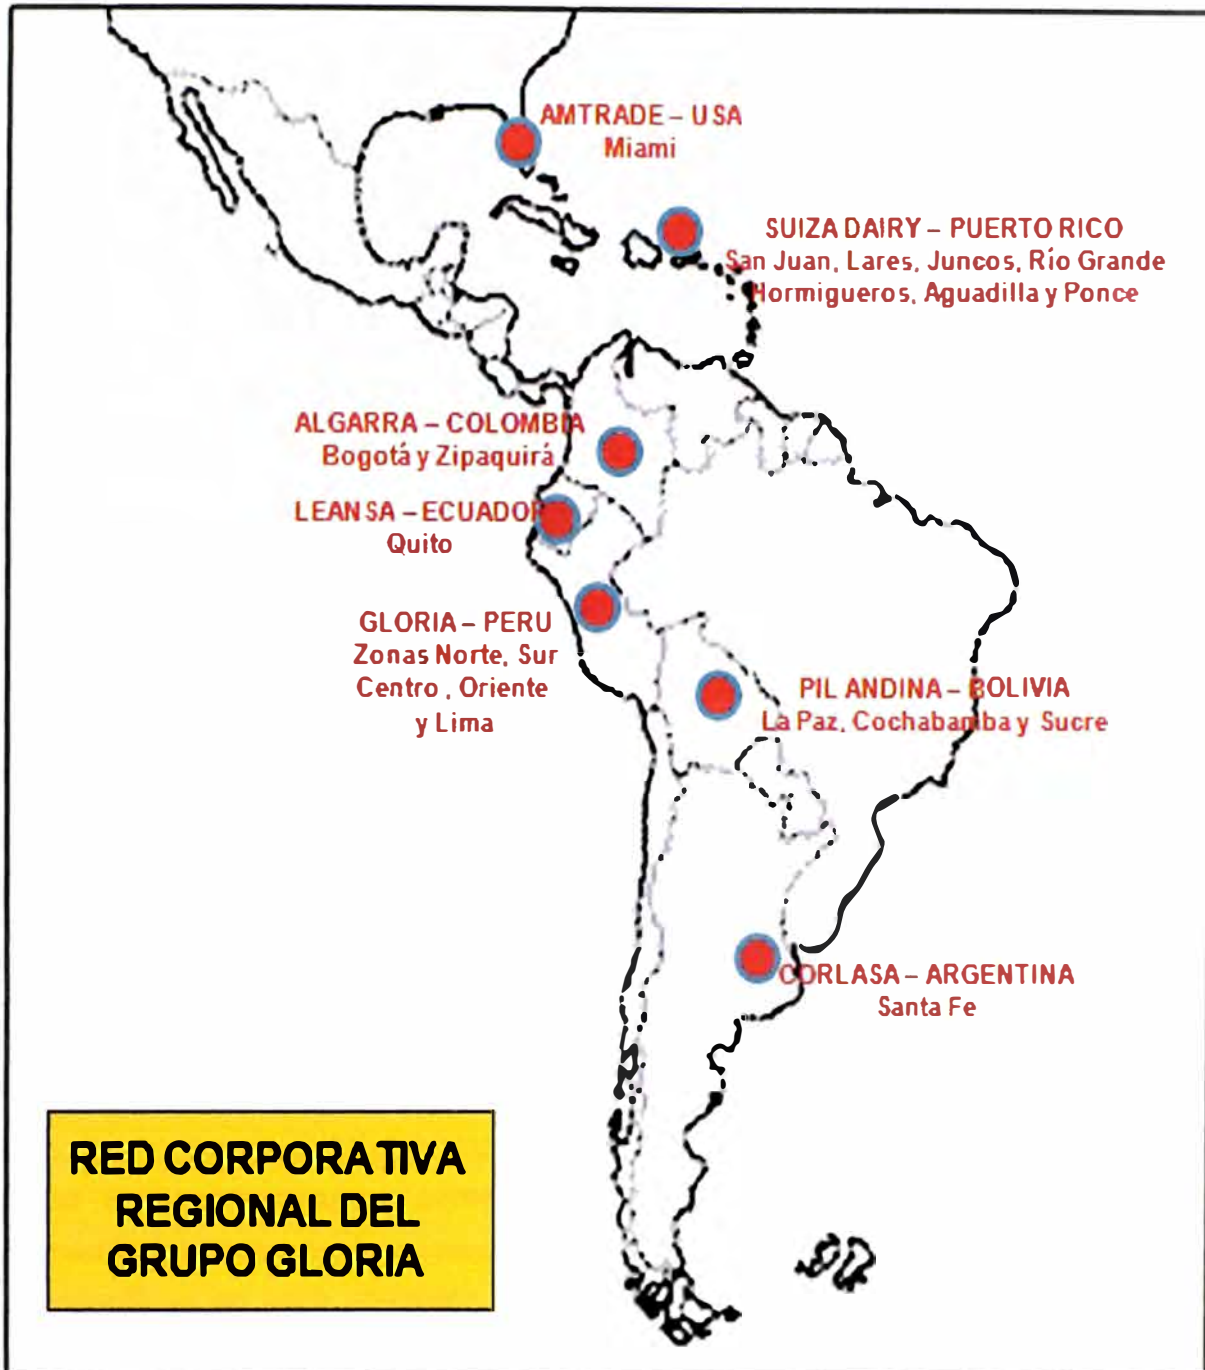 AMTRADE – USA
Miami
SUIZA DAIRY – PUERTO RICO
San Juan, Lares, Juncos, Río Grande
Hormigueros, Aguadilla y Ponce
ALGARRA – COLOMBIA
Bogotá y Zipaquirá
LEANSA – ECUADOR
Quito
GLORIA – PERU
Zonas Norte, Sur
Centro , Oriente
y Lima
PIL ANDINA – BOLIVIA
La Paz, Cochabamba y Sucre
CORLASA – ARGENTINA
Santa Fe
RED CORPORATIVA
REGIONAL DEL
GRUPO GLORIA